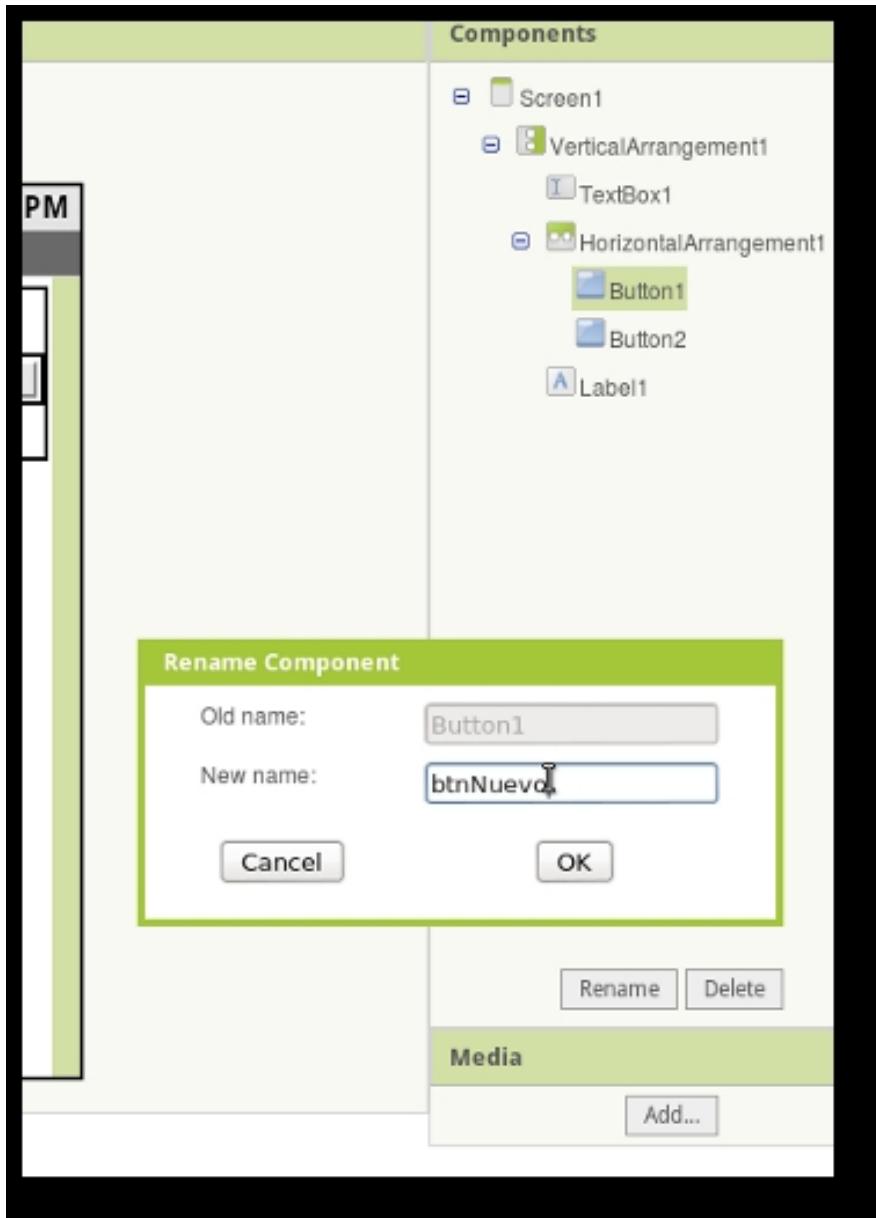 Components
Screen1
VerticalArrangement1
PM
TextBox1
HorizontalArrangement1
Button1
Button2
Label1
Rename Component
Old name:
Button1
New name:
btnNuevo
Cancel
OK
Rename
Delete
Media
Add...